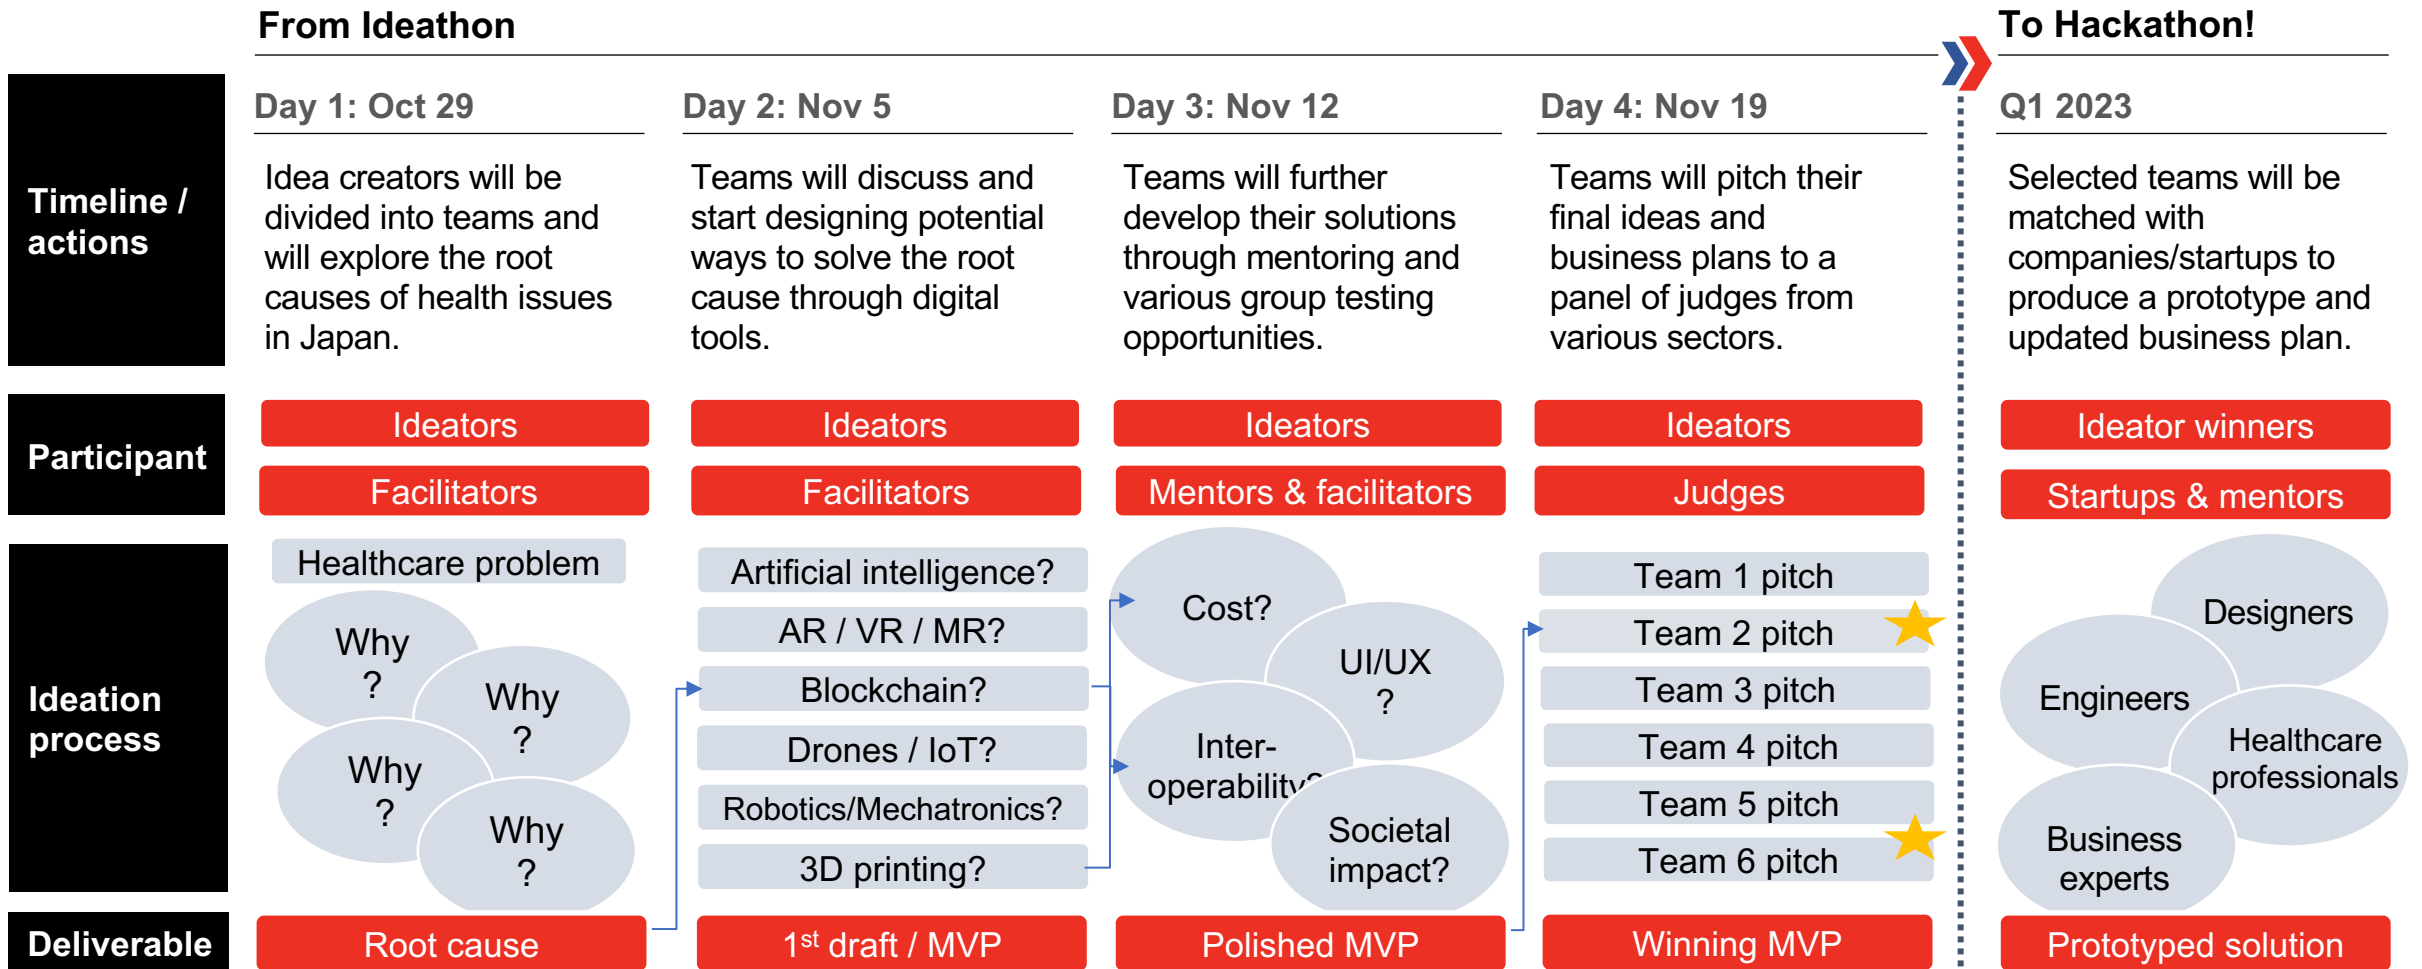 From Ideathon
To Hackathon!
Timeline /
actions
Day 1: Oct 29
Idea creators will be
divided into teams and
will explore the root
causes of health issues
in Japan.
Day 2: Nov 5
Teams will discuss and
start designing potential
ways to solve the root
cause through digital
tools.
Day 3: Nov 12
Teams will further
develop their solutions
through mentoring and
various group testing
opportunities.
Day 4: Nov 19
Teams will pitch their
final ideas and
business plans to a
panel of judges from
various sectors.
Q1 2023
Selected teams will be
matched with
companies/startups to
produce a prototype and
updated business plan.
Participant
Ideators
Facilitators
Ideators
Facilitators
Ideators
Mentors & facilitators
Ideators
Judges
Ideator winners
Startups & mentors
Ideation
process
Healthcare problem
Why
?
Why
?
Why
?
Why
?
Artificial intelligence?
AR / VR / MR?
Blockchain?
Drones / IoT?
Robotics/Mechatronics?
3D printing?
Cost?
UI/UX
?
Inter-
operability?
Societal
impact?
Team 1 pitch
Team 2 pitch
Team 3 pitch
Team 4 pitch
Team 5 pitch
Team 6 pitch
Designers
Engineers
Healthcare
professionals
Business
experts
Deliverable
Root cause
1st draft / MVP
Polished MVP
Winning MVP
Prototyped solution